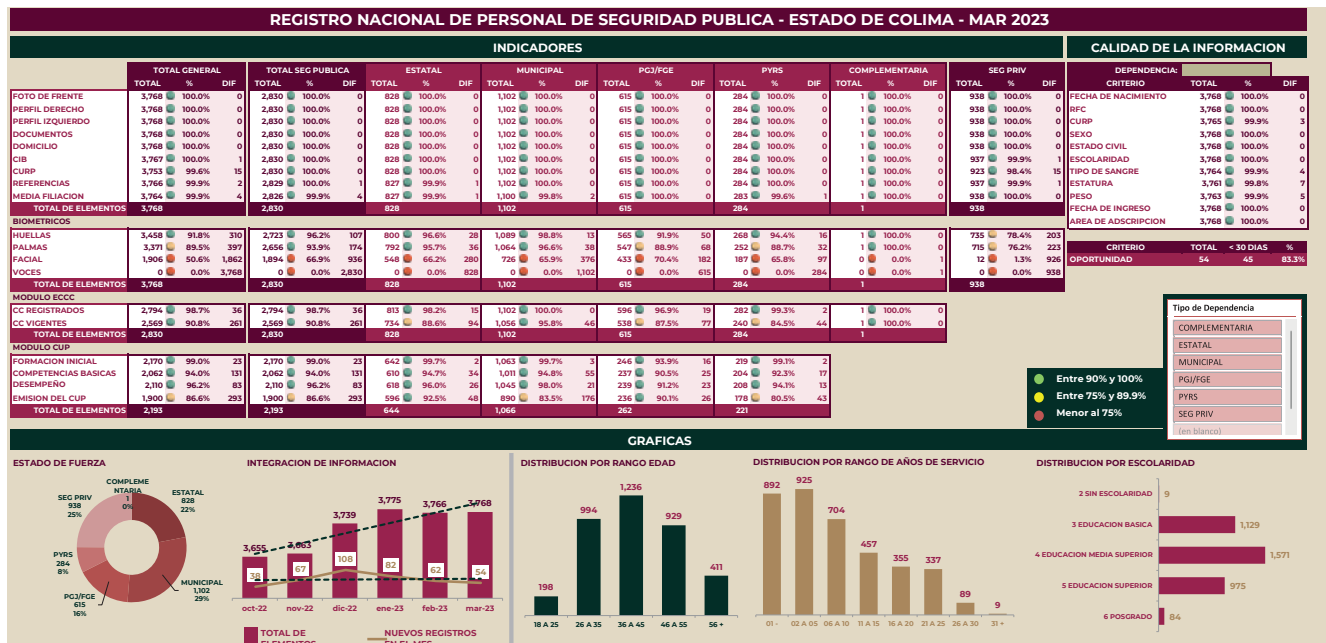 REGISTRO NACIONAL DE PERSONAL DE SEGURIDAD PUBLICA - ESTADO DE COLIMA - MAR 2023
INDICADORES
TOTAL GENERAL TOTAL SEG PUBLICA ESTATAL MUNICIPAL PGJ/FGE PYRS COMPLEMENTARIA SEG PRIV
TOTAL % DIF TOTAL % DIF TOTAL % DIF TOTAL % DIF TOTAL % DIF TOTAL % DIF TOTAL % DIF TOTAL % DIF
FOTO DE FRENTE 3,768 100.0% 0 2,830 100.0% 0 828 100.0% 0 1,102 100.0% 0 615 100.0% 0 284 100.0% 0 1 100.0% 0 938 100.0% 0
PERFIL DERECHO 3,768 100.0% 0 2,830 100.0% 0 828 100.0% 0 1,102 100.0% 0 615 100.0% 0 284 100.0% 0 1 100.0% 0 938 100.0% 0
PERFIL IZQUIERDO 3,768 100.0% 0 2,830 100.0% 0 828 100.0% 0 1,102 100.0% 0 615 100.0% 0 284 100.0% 0 1 100.0% 0 938 100.0% 0
DOCUMENTOS 3,768 100.0% 0 2,830 100.0% 0 828 100.0% 0 1,102 100.0% 0 615 100.0% 0 284 100.0% 0 1 100.0% 0 938 100.0% 0
DOMICILIO 3,768 100.0% 0 2,830 100.0% 0 828 100.0% 0 1,102 100.0% 0 615 100.0% 0 284 100.0% 0 1 100.0% 0 938 100.0% 0
CIB 3,767 100.0% 1 2,830 100.0% 0 828 100.0% 0 1,102 100.0% 0 615 100.0% 0 284 100.0% 0 1 100.0% 0 937 99.9% 1
CURP 3,753 99.6% 15 2,830 100.0% 0 828 100.0% 0 1,102 100.0% 0 615 100.0% 0 284 100.0% 0 1 100.0% 0 923 98.4% 15
REFERENCIAS 3,766 99.9% 2 2,829 100.0% 1 827 99.9% 1 1,102 100.0% 0 615 100.0% 0 284 100.0% 0 1 100.0% 0 937 99.9% 1
MEDIA FILIACION 3,764 99.9% 4 2,826 99.9% 4 827 99.9% 1 1,100 99.8% 2 615 100.0% 0 283 99.6% 1 1 100.0% 0 938 100.0% 0
TOTAL DE ELEMENTOS 3,768 2,830 828 1,102 615 284 1 938
BIOMETRICOS
HUELLAS 3,458 91.8% 310 2,723 96.2% 107 800 96.6% 28 1,089 98.8% 13 565 91.9% 50 268 94.4% 16 1 100.0% 0 735 78.4% 203
PALMAS 3,371 89.5% 397 2,656 93.9% 174 792 95.7% 36 1,064 96.6% 38 547 88.9% 68 252 88.7% 32 1 100.0% 0 715 76.2% 223
FACIAL 1,906 50.6% 1,862 1,894 66.9% 936 548 66.2% 280 726 65.9% 376 433 70.4% 182 187 65.8% 97 0 0.0% 1 12 1.3% 926
VOCES 0 0.0% 3,768 0 0.0% 2,830 0 0.0% 828 0 0.0% 1,102 0 0.0% 615 0 0.0% 284 0 0.0% 1 0 0.0% 938
TOTAL DE ELEMENTOS 3,768 2,830 828 1,102 615 284 1 938
MODULO ECCC
CC REGISTRADOS 2,794 98.7% 36 2,794 98.7% 36 813 98.2% 15 1,102 100.0% 0 596 96.9% 19 282 99.3% 2 1 100.0% 0
CC VIGENTES 2,569 90.8% 261 2,569 90.8% 261 734 88.6% 94 1,056 95.8% 46 538 87.5% 77 240 84.5% 44 1 100.0% 0
TOTAL DE ELEMENTOS 2,830 2,830 828 1,102 615 284 1
MODULO CUP
FORMACION INICIAL 2,170 99.0% 23 2,170 99.0% 23 642 99.7% 2 1,063 99.7% 3 246 93.9% 16 219 99.1% 2
COMPETENCIAS BASICAS 2,062 94.0% 131 2,062 94.0% 131 610 94.7% 34 1,011 94.8% 55 237 90.5% 25 204 92.3% 17
DESEMPEÑO 2,110 96.2% 83 2,110 96.2% 83 618 96.0% 26 1,045 98.0% 21 239 91.2% 23 208 94.1% 13
EMISION DEL CUP 1,900 86.6% 293 1,900 86.6% 293 596 92.5% 48 890 83.5% 176 236 90.1% 26 178 80.5% 43
TOTAL DE ELEMENTOS 2,193 2,193 644 1,066 262 221
CALIDAD DE LA INFORMACION
DEPENDENCIA:
CRITERIO TOTAL % DIF
FECHA DE NACIMIENTO 3,768 100.0% 0
RFC 3,768 100.0% 0
CURP 3,765 99.9% 3
SEXO 3,768 100.0% 0
ESTADO CIVIL 3,768 100.0% 0
ESCOLARIDAD 3,768 100.0% 0
TIPO DE SANGRE 3,764 99.9% 4
ESTATURA 3,761 99.8% 7
PESO 3,763 99.9% 5
FECHA DE INGRESO 3,768 100.0% 0
AREA DE ADSCRIPCION 3,768 100.0% 0
CRITERIO TOTAL < 30 DIAS %
OPORTUNIDAD 54 45 83.3%
Tipo de Dependencia
COMPLEMENTARIA
ESTATAL
MUNICIPAL
PGJ/FGE
PYRS
SEG PRIV
(en blanco)
Entre 90% y 100%
Entre 75% y 89.9%
Menor al 75%
GRAFICAS
ESTADO DE FUERZA
COMPLEME
NTARIA
1
0%
ESTATAL
828
22%
MUNICIPAL
1,102
29%
PGJ/FGE
615
16%
PYRS
284
8%
SEG PRIV
938
25%
INTEGRACION DE INFORMACION
3,655 3,663 3,739 3,775 3,766 3,768
38 67 108 82 62 54
oct-22 nov-22 dic-22 ene-23 feb-23 mar-23
TOTAL DE
ELEMENTOS
NUEVOS REGISTROS
EN EL MES
DISTRIBUCION POR RANGO EDAD
198 994 1,236 929 411
18 A 25 26 A 35 36 A 45 46 A 55 56 +
DISTRIBUCION POR RANGO DE AÑOS DE SERVICIO
892 925 704 457 355 337 89 9
01 - 02 A 05 06 A 10 11 A 15 16 A 20 21 A 25 26 A 30 31 +
DISTRIBUCION POR ESCOLARIDAD
2 SIN ESCOLARIDAD 9
3 EDUCACION BASICA 1,129
4 EDUCACION MEDIA SUPERIOR 1,571
5 EDUCACION SUPERIOR 975
6 POSGRADO 84